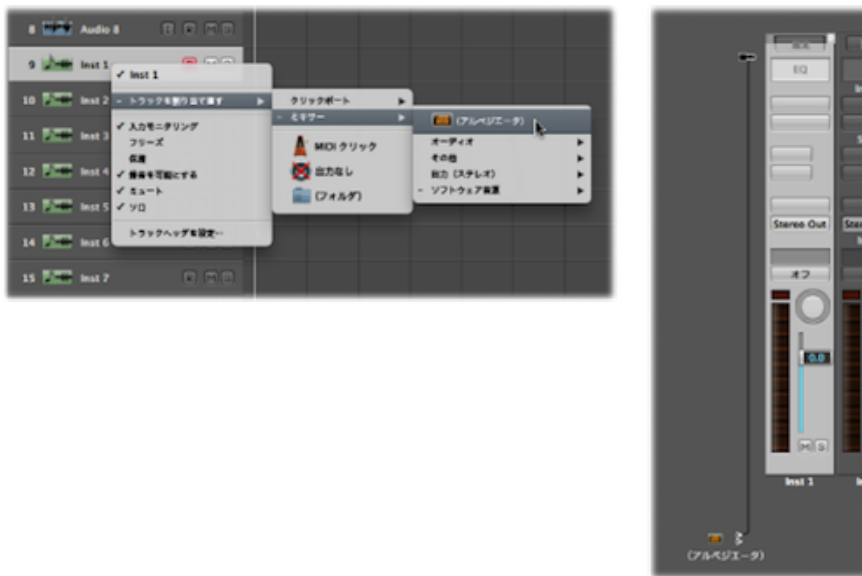 8 Audio 8 I R M S
9 Inst 1 R M S
✓ Inst 1
10 Inst 2
– トラックを割り当て直す ▶
クリックポート ▶
– ミキサー ▶
(アルペジエータ)
11 Inst 3
✓ 入力モニタリング
フリーズ
保護
MIDI クリック
オーディオ ▶
その他 ▶
12 Inst 4
✓ 録音を可能にする
出力なし
出力 (ステレオ) ▶
✓ ミュート
– ソフトウェア音源 ▶
13 Inst 5
✓ ソロ
(フォルダ)
14 Inst 6
トラックヘッダを設定…
15 Inst 7 R M S
EQ
Stereo Out
オフ
0.0
M S
Inst 1
(アルペジエータ)